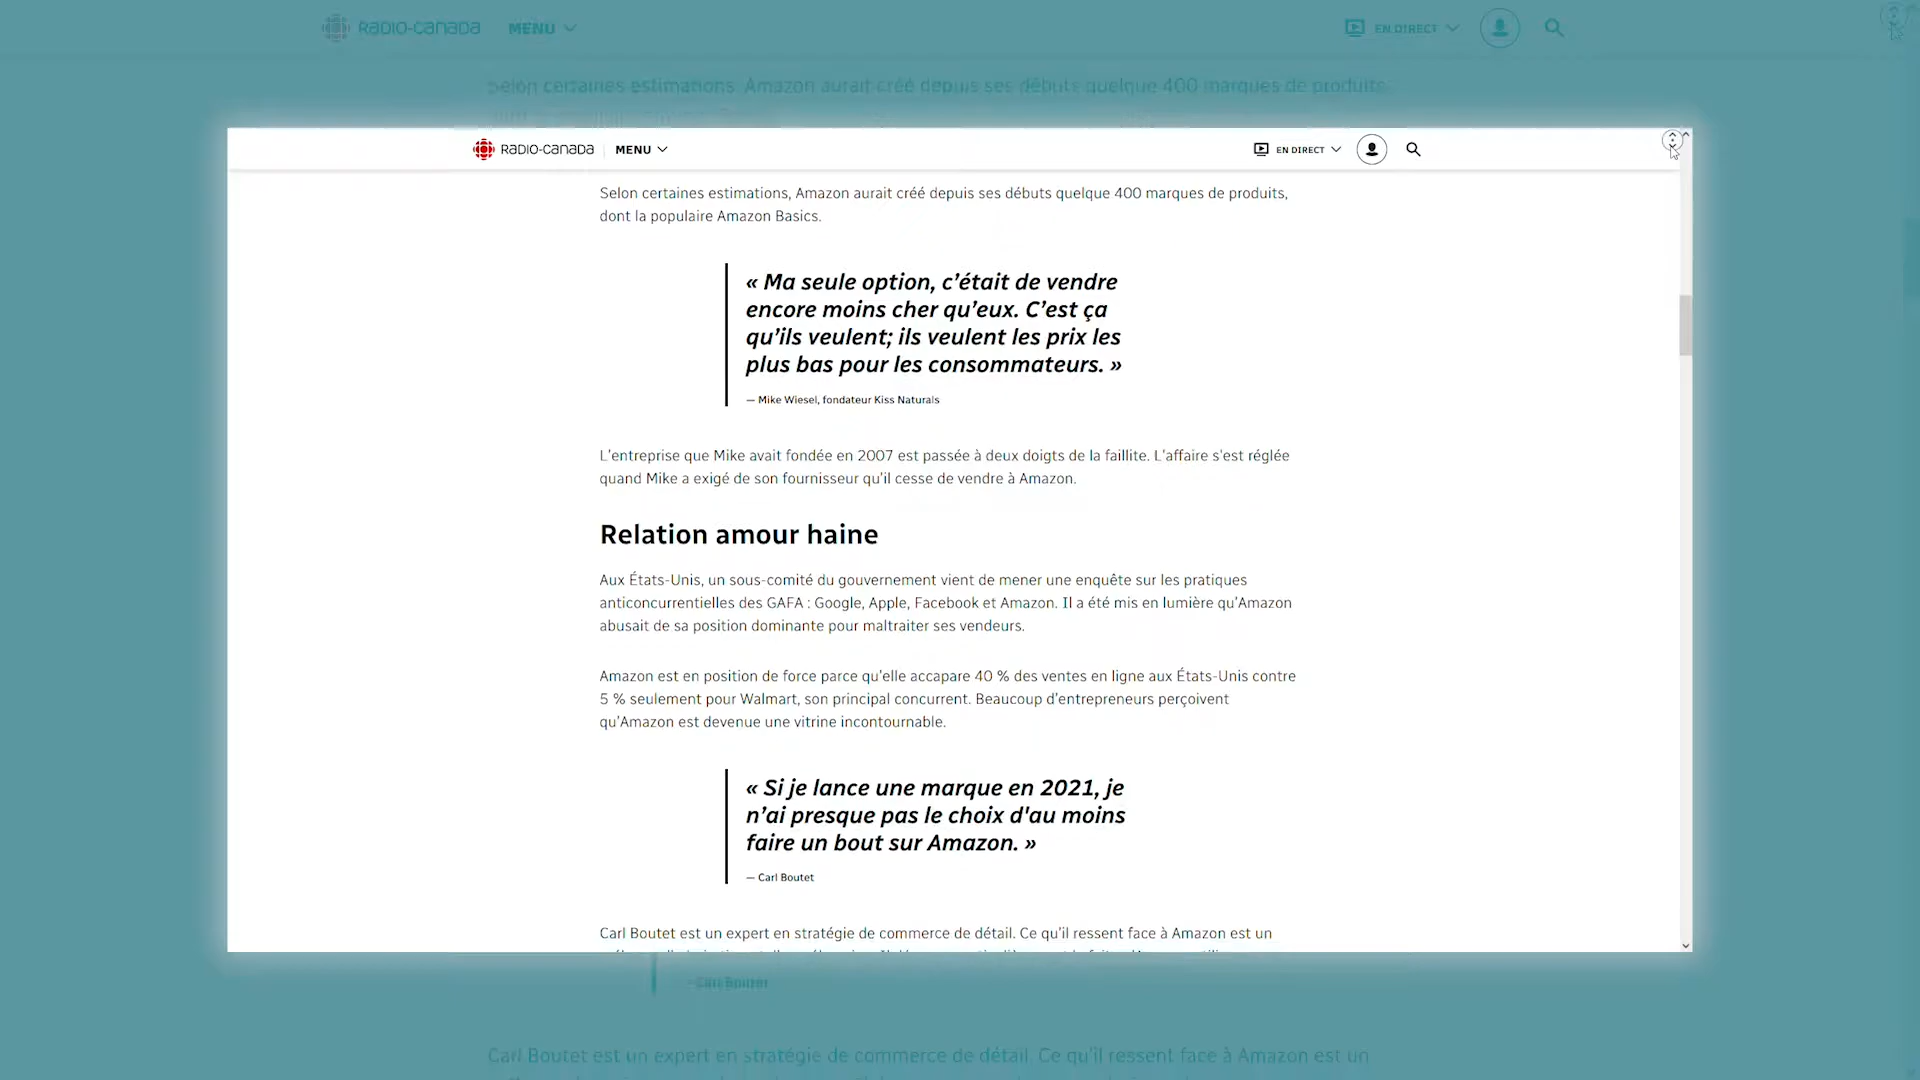 RADIO-CANADA MENU EN DIRECT
Selon certaines estimations, Amazon aurait créé depuis ses débuts quelque 400 marques de produits
RADIO-CANADA MENU EN DIRECT
Selon certaines estimations, Amazon aurait créé depuis ses débuts quelque 400 marques de produits,
dont la populaire Amazon Basics.
« Ma seule option, c’était de vendre
encore moins cher qu’eux. C’est ça
qu’ils veulent; ils veulent les prix les
plus bas pour les consommateurs. »
— Mike Wiesel, fondateur Kiss Naturals
L'entreprise que Mike avait fondée en 2007 est passée à deux doigts de la faillite. L'affaire s'est réglée
quand Mike a exigé de son fournisseur qu'il cesse de vendre à Amazon.
Relation amour haine
Aux États-Unis, un sous-comité du gouvernement vient de mener une enquête sur les pratiques
anticoncurrentielles des GAFA : Google, Apple, Facebook et Amazon. Il a été mis en lumière qu’Amazon
abusait de sa position dominante pour maltraiter ses vendeurs.
Amazon est en position de force parce qu'elle accapare 40 % des ventes en ligne aux États-Unis contre
5 % seulement pour Walmart, son principal concurrent. Beaucoup d’entrepreneurs perçoivent
qu’Amazon est devenue une vitrine incontournable.
« Si je lance une marque en 2021, je
n’ai presque pas le choix d'au moins
faire un bout sur Amazon. »
— Carl Boutet
Carl Boutet est un expert en stratégie de commerce de détail. Ce qu’il ressent face à Amazon est un
Carl Boutet
Carl Boutet est un expert en stratégie de commerce de détail. Ce qu’il ressent face à Amazon est un